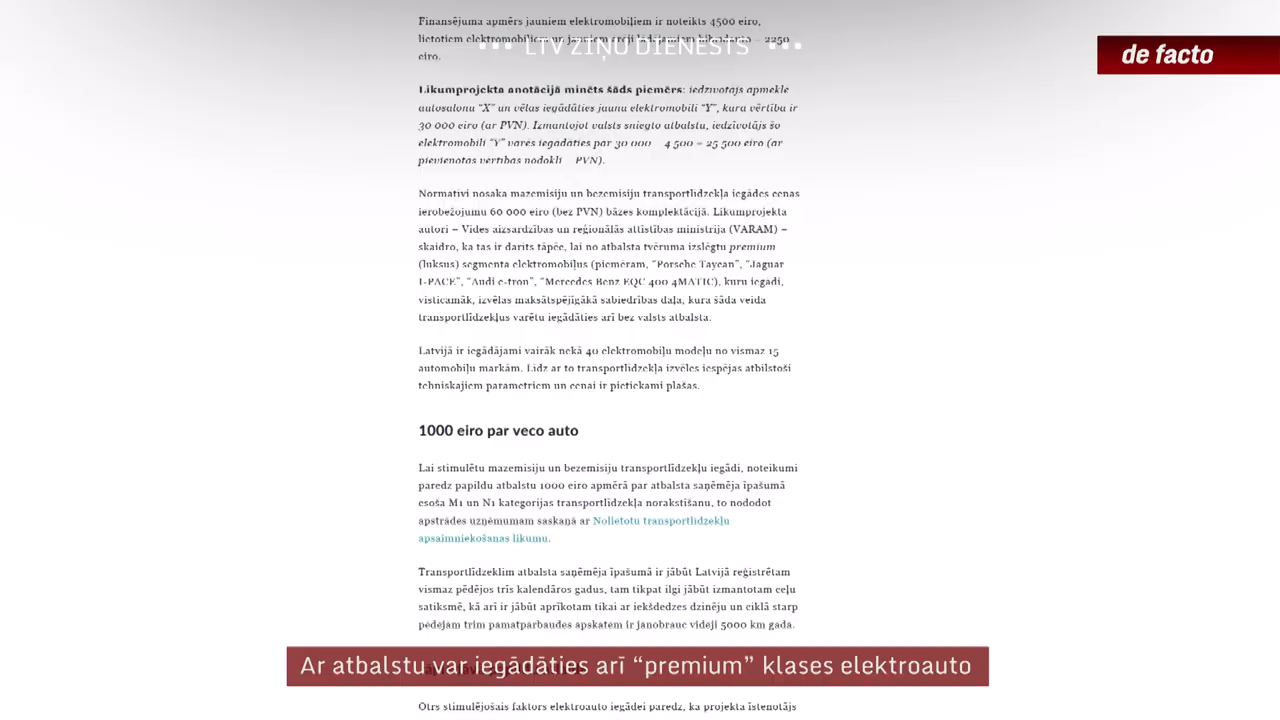 Finansējuma apmērs jauniem elektromobiļiem ir noteikts 4500 eiro,
LTV ZIŅU DIENESTS
lietotiem elektromobiļiem un jauniem ārēji lādējamiem hibrīdauto – 2250
eiro.
de facto
Likumprojekta anotācijā minēts šāds piemērs: iedzīvotājs apmeklē
autosalonu “X” un vēlas iegādāties jaunu elektromobili “Y”, kura vērtība ir
30 000 eiro (ar PVN). Izmantojot valsts sniegto atbalstu, iedzīvotājs šo
elektromobili “Y” varēs iegādāties par 30 000 – 4 500 = 25 500 eiro (ar
pievienotās vērtības nodokli – PVN).
Normatīvi nosaka mazemisiju un bezemisiju transportlīdzekļa iegādes cenas
ierobežojumu 60 000 eiro (bez PVN) bāzes komplektācijā. Likumprojekta
autori – Vides aizsardzības un reģionālās attīstības ministrija (VARAM) –
skaidro, ka tas ir darīts tāpēc, lai no atbalsta tvēruma izslēgtu premium
(luksus) segmenta elektromobiļus (piemēram, “Porsche Taycan”, “Jaguar
I-PACE”, “Audi e-tron”, “Mercedes Benz EQC 400 4MATIC), kuru iegādi,
visticamāk, izvēlas maksātspējīgākā sabiedrības daļa, kura šāda veida
transportlīdzekļus varētu iegādāties arī bez valsts atbalsta.
Latvijā ir iegādājami vairāk nekā 40 elektromobiļu modeļu no vismaz 15
automobiļu markām. Līdz ar to transportlīdzekļa izvēles iespējas atbilstoši
tehniskajiem parametriem un cenai ir pietiekami plašas.
1000 eiro par veco auto
Lai stimulētu mazemisiju un bezemisiju transportlīdzekļu iegādi, noteikumi
paredz papildu atbalstu 1000 eiro apmērā par atbalsta saņēmēja īpašumā
esoša M1 un N1 kategorijas transportlīdzekļa norakstīšanu, to nododot
apstrādes uzņēmumam saskaņā ar Nolietotu transportlīdzekļu
apsaimniekošanas likumu.
Transportlīdzeklim atbalsta saņēmēja īpašumā ir jābūt Latvijā reģistrētam
vismaz pēdējos trīs kalendāros gadus, tam tikpat ilgi jābūt izmantotam ceļu
satiksmē, kā arī ir jābūt aprīkotam tikai ar iekšdedzes dzinēju un ciklā starp
pēdējām trim pamatpārbaudes apskatēm ir jānobrauc vidēji 5000 km gadā.
Ar atbalstu var iegādāties arī “premium” klases elektroauto
Otrs stimulējošais faktors elektroauto iegādei paredz, ka projekta īstenotājs